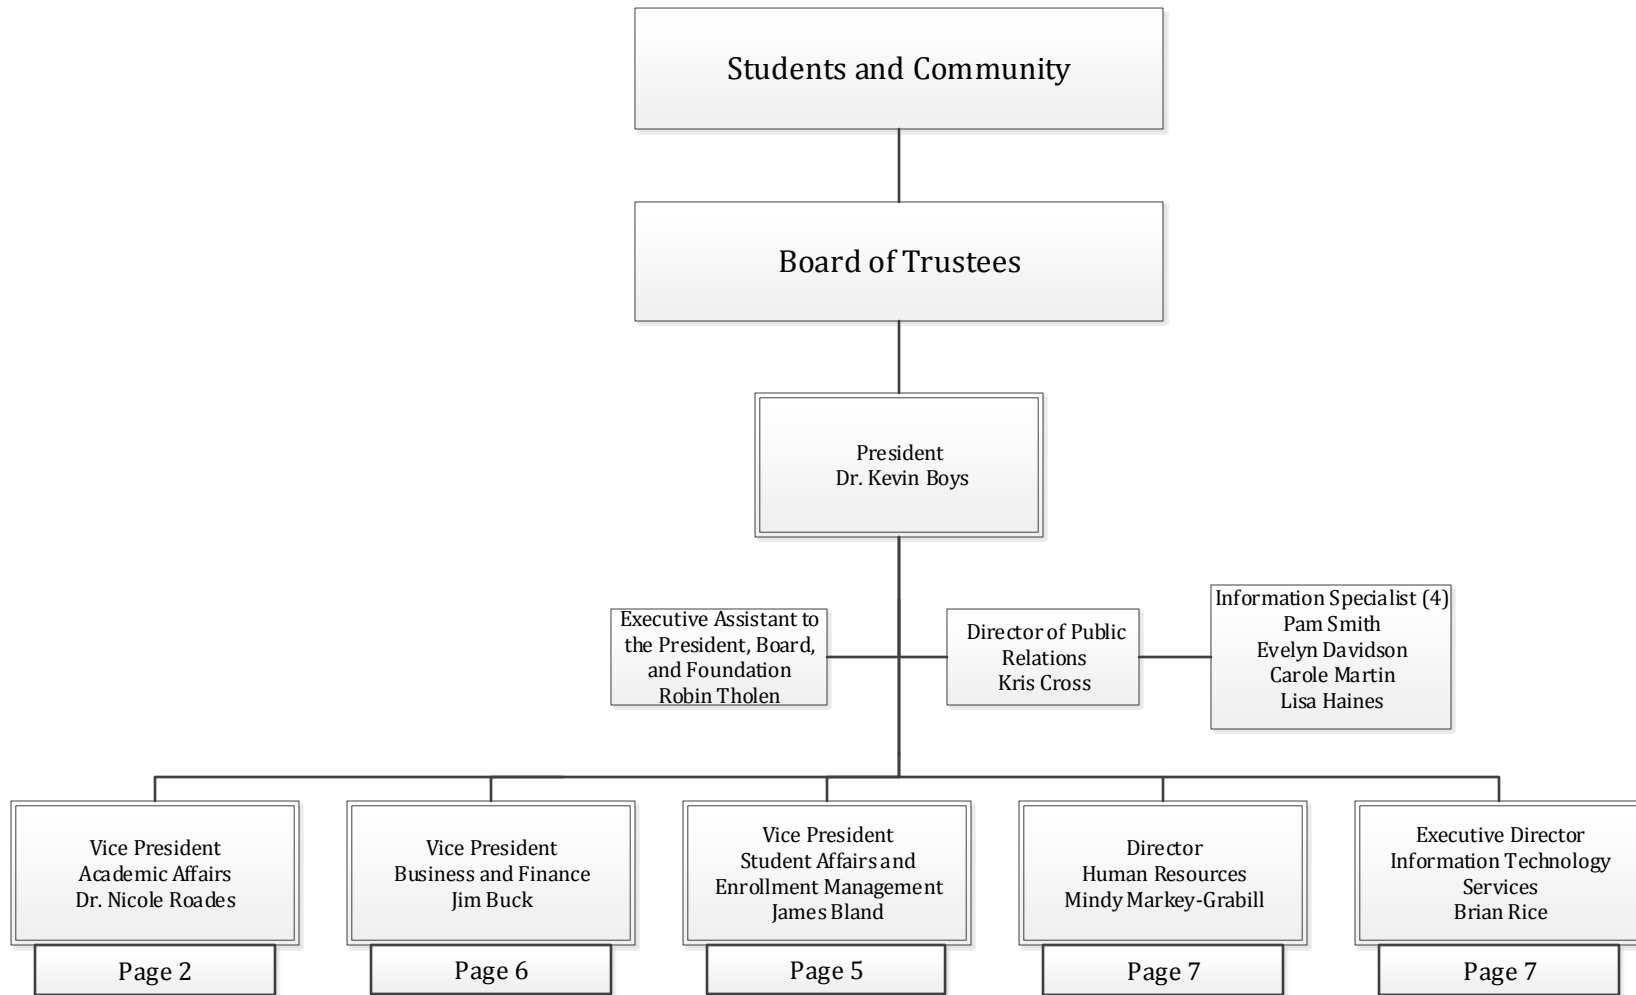 Students and Community
Board of Trustees
President
Dr. Kevin Boys
Executive Assistant to
the President, Board,
and Foundation
Robin Tholen
Director of Public
Relations
Kris Cross
Information Specialist (4)
Pam Smith
Evelyn Davidson
Carole Martin
Lisa Haines
Vice President
Academic Affairs
Dr. Nicole Roades
Page 2
Vice President
Business and Finance
Jim Buck
Page 6
Vice President
Student Affairs and
Enrollment Management
James Bland
Page 5
Director
Human Resources
Mindy Markey-Grabill
Page 7
Executive Director
Information Technology
Services
Brian Rice
Page 7